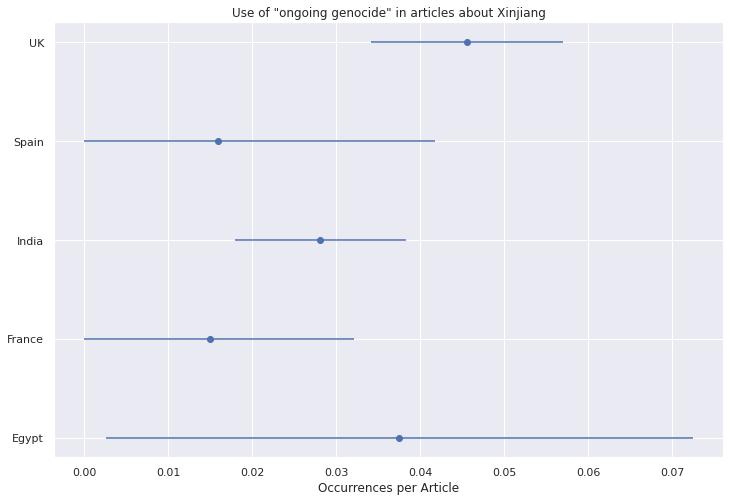 Use of "ongoing genocide" in articles about Xinjiang
UK
Spain
India
France
Egypt
0.00 0.01 0.02 0.03 0.04 0.05 0.06 0.07
Occurrences per Article